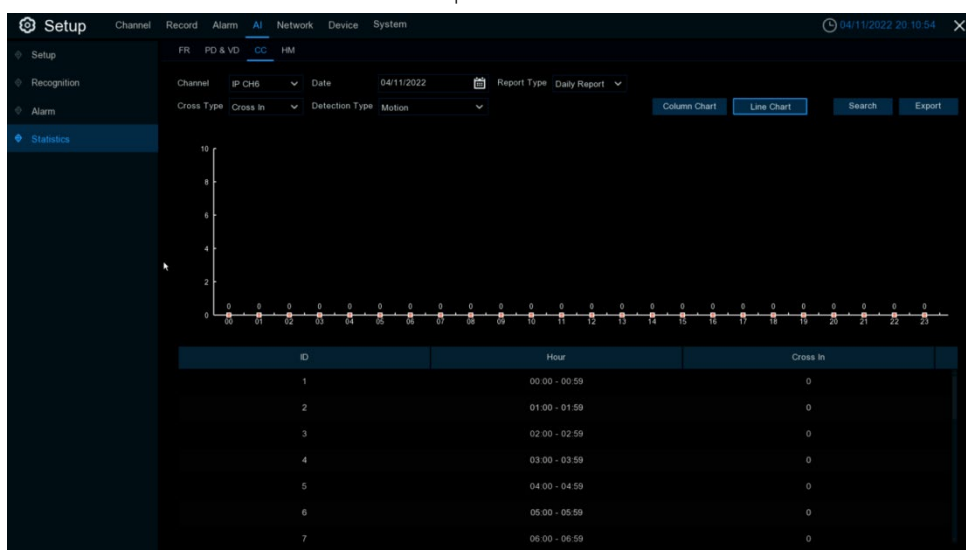 Setup Channel Record Alarm AI Network Device System 04/11/2022 20:10:54
Setup
Recognition
Alarm
Statistics
FR PD & VD CC HM
Channel IP CH6 Date 04/11/2022 Report Type Daily Report
Cross Type Cross In Detection Type Motion Column Chart Line Chart Search Export
10
8
6
4
2
0
0 0 0 0 0 0 0 0 0 0 0 0 0 0 0 0 0 0 0 0 0 0 0 0
00 01 02 03 04 05 06 07 08 09 10 11 12 13 14 15 16 17 18 19 20 21 22 23
ID Hour Cross In
1 00:00 - 00:59 0
2 01:00 - 01:59 0
3 02:00 - 02:59 0
4 03:00 - 03:59 0
5 04:00 - 04:59 0
6 05:00 - 05:59 0
7 06:00 - 06:59 0